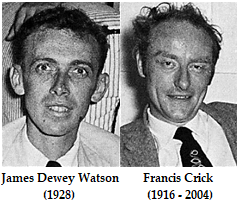 James Dewey Watson Francis Crick
(1928) (1916 - 2004)